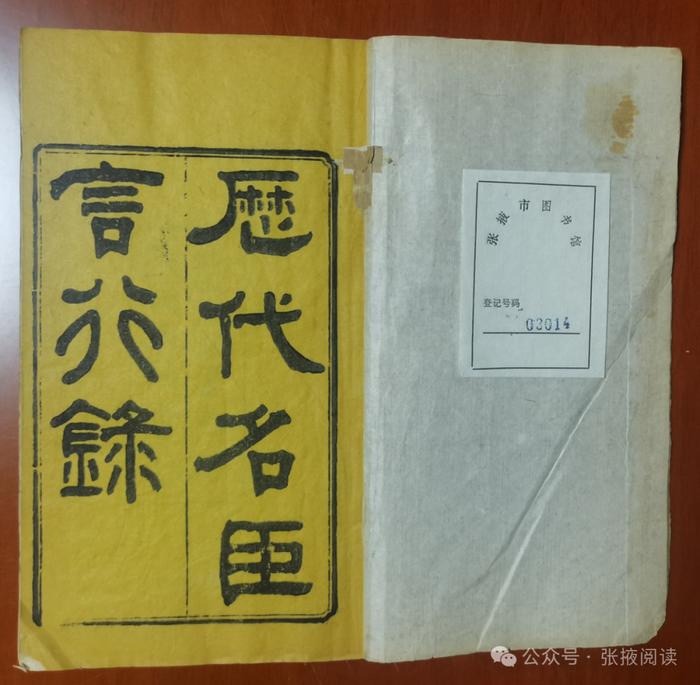 歷代名臣
言行錄
张掖市图书馆
登记号码
03014
公众号·张掖阅读